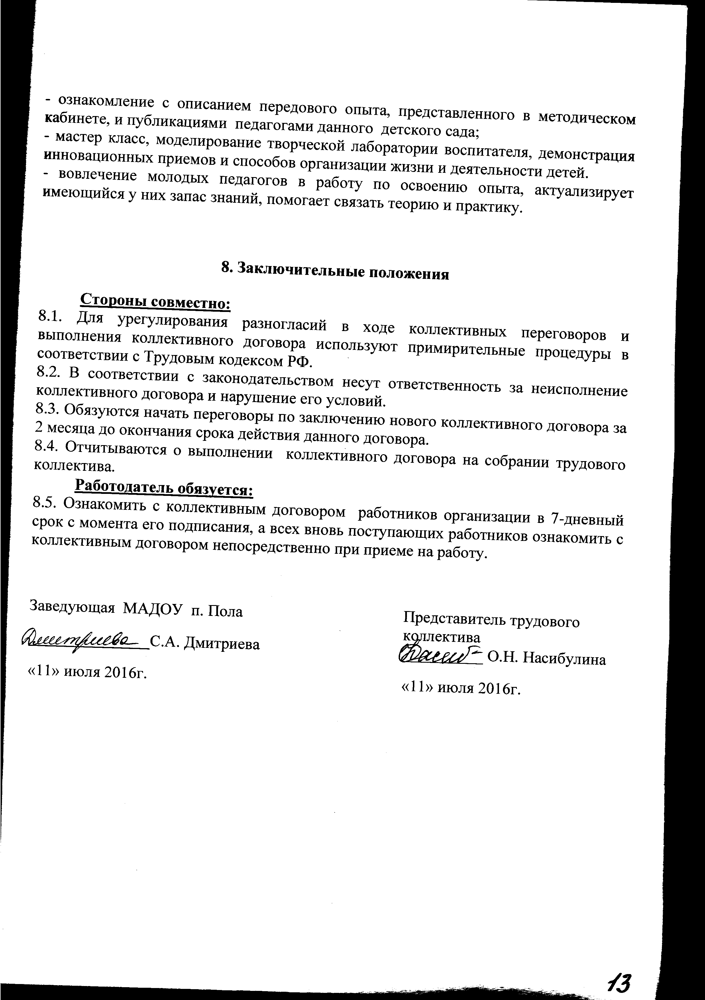 - ознакомление с описанием передового опыта, представленного в методическом
кабинете, и публикациями педагогами данного детского сада;
- мастер класс, моделирование творческой лаборатории воспитателя, демонстрация
инновационных приемов и способов организации жизни и деятельности детей.
- вовлечение молодых педагогов в работу по освоению опыта, актуализирует
имеющийся у них запас знаний, помогает связать теорию и практику.
8. Заключительные положения
Стороны совместно:
8.1. Для урегулирования разногласий в ходе коллективных переговоров и
выполнения коллективного договора используют примирительные процедуры в
соответствии с Трудовым кодексом РФ.
8.2. В соответствии с законодательством несут ответственность за неисполнение
коллективного договора и нарушение его условий.
8.3. Обязуются начать переговоры по заключению нового коллективного договора за
2 месяца до окончания срока действия данного договора.
8.4. Отчитываются о выполнении коллективного договора на собрании трудового
коллектива.
Работодатель обязуется:
8.5. Ознакомить с коллективным договором работников организации в 7-дневный
срок с момента его подписания, а всех вновь поступающих работников ознакомить с
коллективным договором непосредственно при приеме на работу.
Заведующая МАДОУ п. Пола
Дмитриева С.А. Дмитриева
«11» июля 2016г.
Представитель трудового
коллектива
О.Н. Насибулина
«11» июля 2016г.
13